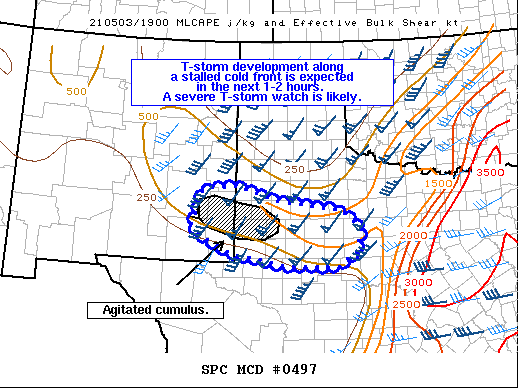 210503/1900 MLCAPE j/kg and Effective Bulk Shear kt
T-storm development along
a stalled cold front is expected
in the next 1-2 hours.
A severe T-storm watch is likely.
500
500
250
250
3500
1500
2000
3000
2500
Agitated cumulus.
SPC MCD #0497